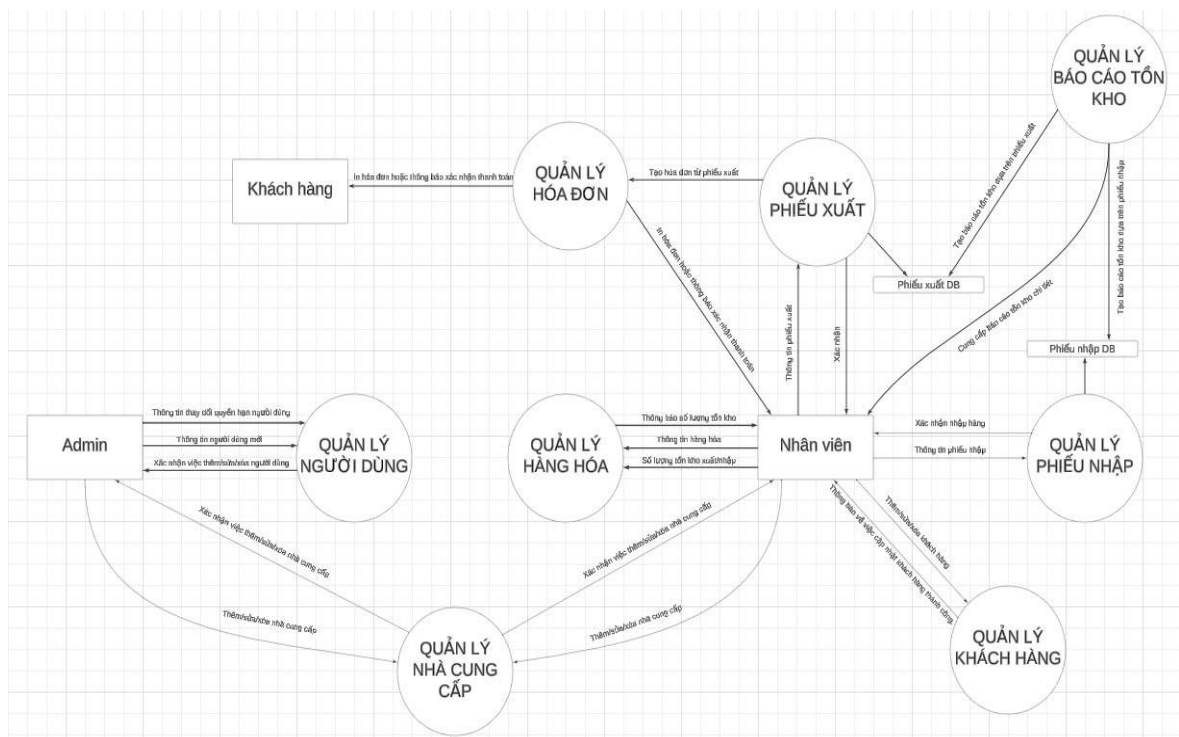 QUẢN LÝ
BÁO CÁO TỒN
KHO
QUẢN LÝ
HÓA ĐƠN
Khách hàng
In hóa đơn hoặc thông báo xác nhận thanh toán
Tạo hóa đơn từ phiếu xuất
QUẢN LÝ
PHIẾU XUẤT
Tạo báo cáo tồn kho dựa trên phiếu xuất
Tạo báo cáo tồn kho dựa trên phiếu nhập
In hóa đơn hoặc thông báo xác nhận thanh toán
Phiếu xuất DB
Thông tin phiếu xuất
Xác nhận
Cung cấp báo cáo tồn kho chi tiết
Phiếu nhập DB
Admin
Thông tin thay đổi quyền hạn người dùng
Thông tin người dùng mới
Xác nhận việc thêm/sửa/xóa người dùng
QUẢN LÝ
NGƯỜI DÙNG
QUẢN LÝ
HÀNG HÓA
Thông báo số lượng tồn kho
Thông tin hàng hóa
Số lượng tồn kho xuất/nhập
Nhân viên
Xác nhận nhập hàng
Thông tin phiếu nhập
QUẢN LÝ
PHIẾU NHẬP
Xác nhận việc thêm/sửa/xóa nhà cung cấp
Thêm/sửa/xóa nhà cung cấp
Xác nhận việc thêm/sửa/xóa nhà cung cấp
Thêm/sửa/xóa nhà cung cấp
Thêm/sửa/xóa khách hàng
Thông báo về việc cập nhật khách hàng thành công
QUẢN LÝ
NHÀ CUNG
CẤP
QUẢN LÝ
KHÁCH HÀNG